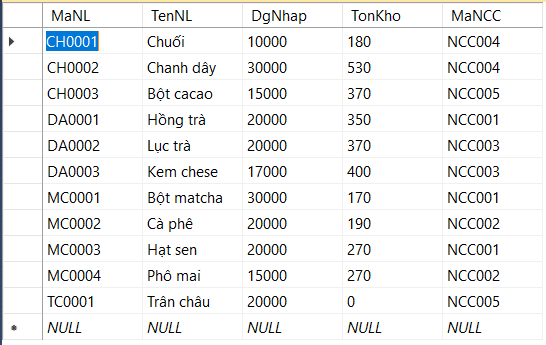 MaNL TenNL DgNhap TonKho MaNCC
CH0001 Chuối 10000 180 NCC004
CH0002 Chanh dây 30000 530 NCC004
CH0003 Bột cacao 15000 370 NCC005
DA0001 Hồng trà 20000 350 NCC001
DA0002 Lục trà 20000 370 NCC003
DA0003 Kem chese 17000 400 NCC003
MC0001 Bột matcha 30000 170 NCC001
MC0002 Cà phê 20000 190 NCC002
MC0003 Hạt sen 20000 270 NCC001
MC0004 Phô mai 15000 270 NCC002
TC0001 Trân châu 20000 0 NCC005
NULL NULL NULL NULL NULL